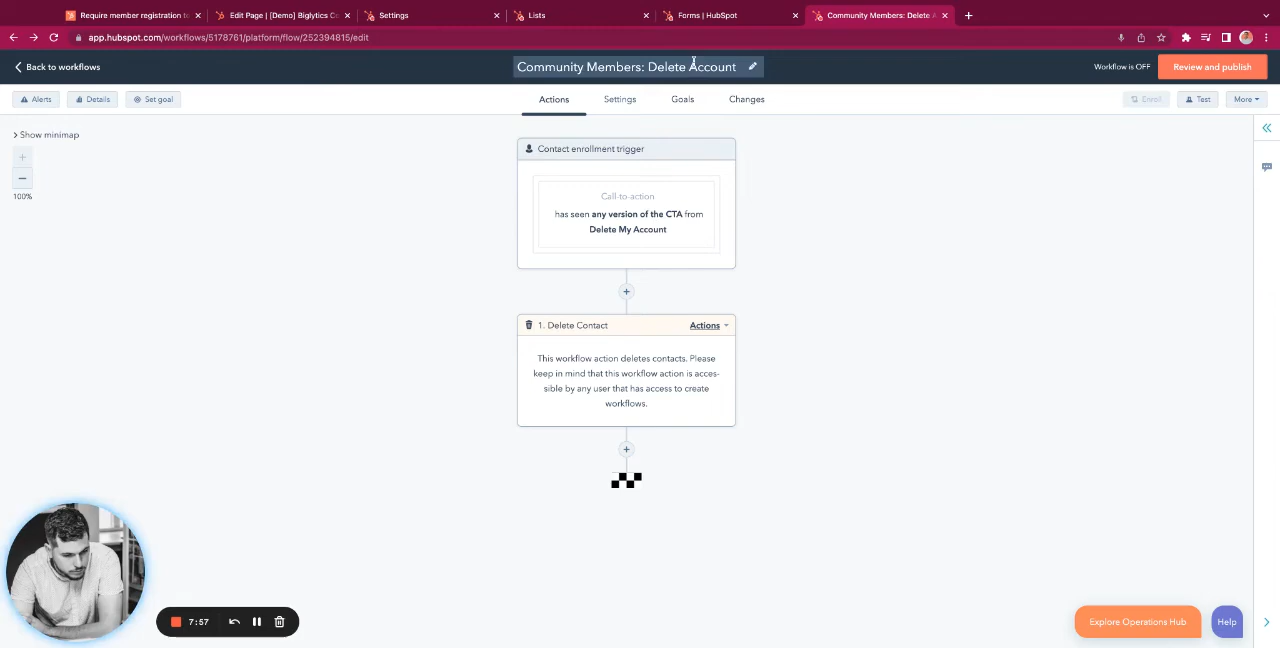 Require member registration to
Edit Page | [Demo] Biglytics C
Settings
Lists
Forms | HubSpot
Community Members: Delete A
app.hubspot.com/workflows/5178761/platform/flow/252394815/edit
Back to workflows
Community Members: Delete Account
Workflow is OFF
Review and publish
Alerts
Details
Set goal
Actions
Settings
Goals
Changes
Enroll
Test
More
Show minimap
100%
Contact enrollment trigger
Call-to-action
has seen any version of the CTA from
Delete My Account
1. Delete Contact
Actions
This workflow action deletes contacts. Please
keep in mind that this workflow action is acces-
sible by any user that has access to create
workflows.
7:57
Explore Operations Hub
Help